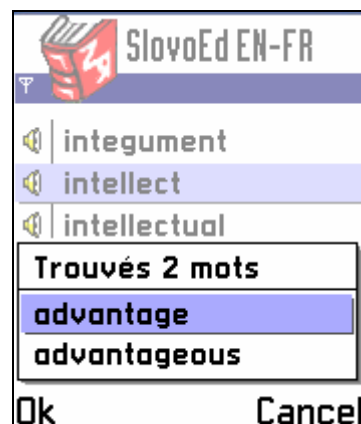 SlovoEd EN-FR
integument
intellect
intellectual
Trouvés 2 mots
advantage
advantageous
Ok Cancel